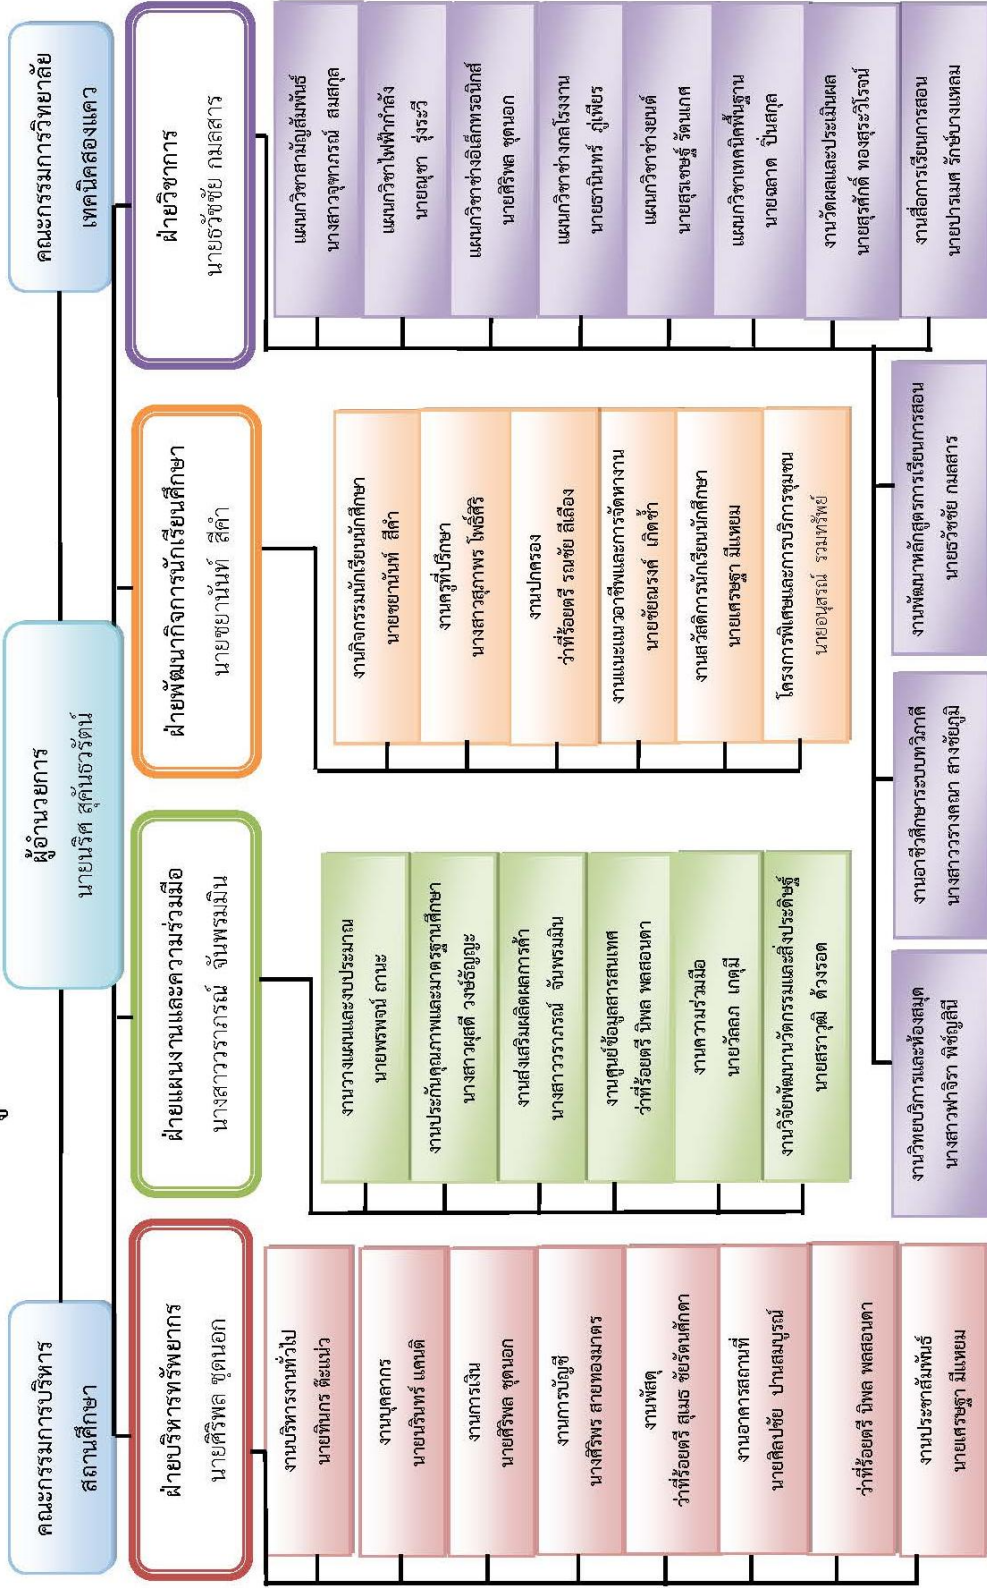 คณะกรรมการบริหาร
สถานศึกษา
ผู้อำนวยการ
นายนริศ สุคันธวรัตน์
คณะกรรมการวิทยาลัย
เทคนิคสองแคว
ฝ่ายบริหารทรัพยากร
นายศิริพล ชุดนอก
ฝ่ายแผนงานและความร่วมมือ
นางสาววราภรณ์ จันพรมมิน
ฝ่ายพัฒนากิจการนักเรียนศึกษา
นายชยานันท์ สีคำ
ฝ่ายวิชาการ
นายธวัชชัย กมลสาร
งานบริหารงานทั่วไป
นายทินกร ต๊ะแน่ว
งานบุคลากร
นายนรินทร์ แคนดิ
งานการเงิน
นายศิริพล ชุดนอก
งานการบัญชี
นางศิริพร สายทองมาตร
งานพัสดุ
ว่าที่ร้อยตรี สุเมธ ชัยรัตนศักดา
งานอาคารสถานที่
นายศิลปชัย ปานสมบูรณ์
ว่าที่ร้อยตรี นิพล พลสอนดา
งานประชาสัมพันธ์
นายเศรษฐา มีแหยม
งานวางแผนและงบประมาณ
นายพรพจน์ ถานะ
งานประกันคุณภาพและมาตรฐานศึกษา
นางสาวผุสดี วงษ์ธัญญะ
งานส่งเสริมผลิตผลการค้า
นางสาววราภรณ์ จันพรมมิน
งานศูนย์ข้อมูลสารสนเทศ
ว่าที่ร้อยตรี นิพล พลสอนดา
งานความร่วมมือ
นายวัลลภ เกตุมี
งานวิจัยพัฒนานวัตกรรมและสิ่งประดิษฐ์
นายสราวุฒิ ด้วงรอด
งานกิจกรรมนักเรียนนักศึกษา
นายชยานันท์ สีคำ
งานครูที่ปรึกษา
นางสาวสุภาพร โพธิ์ศิริ
งานปกครอง
ว่าที่ร้อยตรี รณชัย ลีเลือง
งานแนะแนวอาชีพและการจัดหางาน
นายชัยณรงค์ เกิดช้ำ
งานสวัสดิการนักเรียนนักศึกษา
นายเศรษฐา มีแหยม
โครงการพิเศษและการบริการชุมชน
นายอนุสรณ์ รวมทรัพย์
แผนกวิชาสามัญสัมพันธ์
นางสาวจุฑาภรณ์ สมสกุล
แผนกวิชาไฟฟ้ากำลัง
นายณุชา รุ่งระวี
แผนกวิชาช่างอิเล็กทรอนิกส์
นายศิริพล ชุดนอก
แผนกวิชาช่างกลโรงงาน
นายธานินทร์ ภู่เพียร
แผนกวิชาช่างยนต์
นายสุรเชษฐ์ รัตนเกศ
แผนกวิชาเทคนิคพื้นฐาน
นายฉลาด ปิ่นสกุล
งานวัดผลและประเมินผล
นายสุรศักดิ์ ทองสุระวิโรจน์
งานสื่อการเรียนการสอน
นายปารเมศ รักษ์บางแหลม
งานวิทยบริการและห้องสมุด
นางสาวฟาจิรา พิชัญสินี
งานอาชีวศึกษาระบบทวิภาคี
นางสาววรางคณา สางชัยภูมิ
งานพัฒนาหลักสูตรการเรียนการสอน
นายธวัชชัย กมลสาร